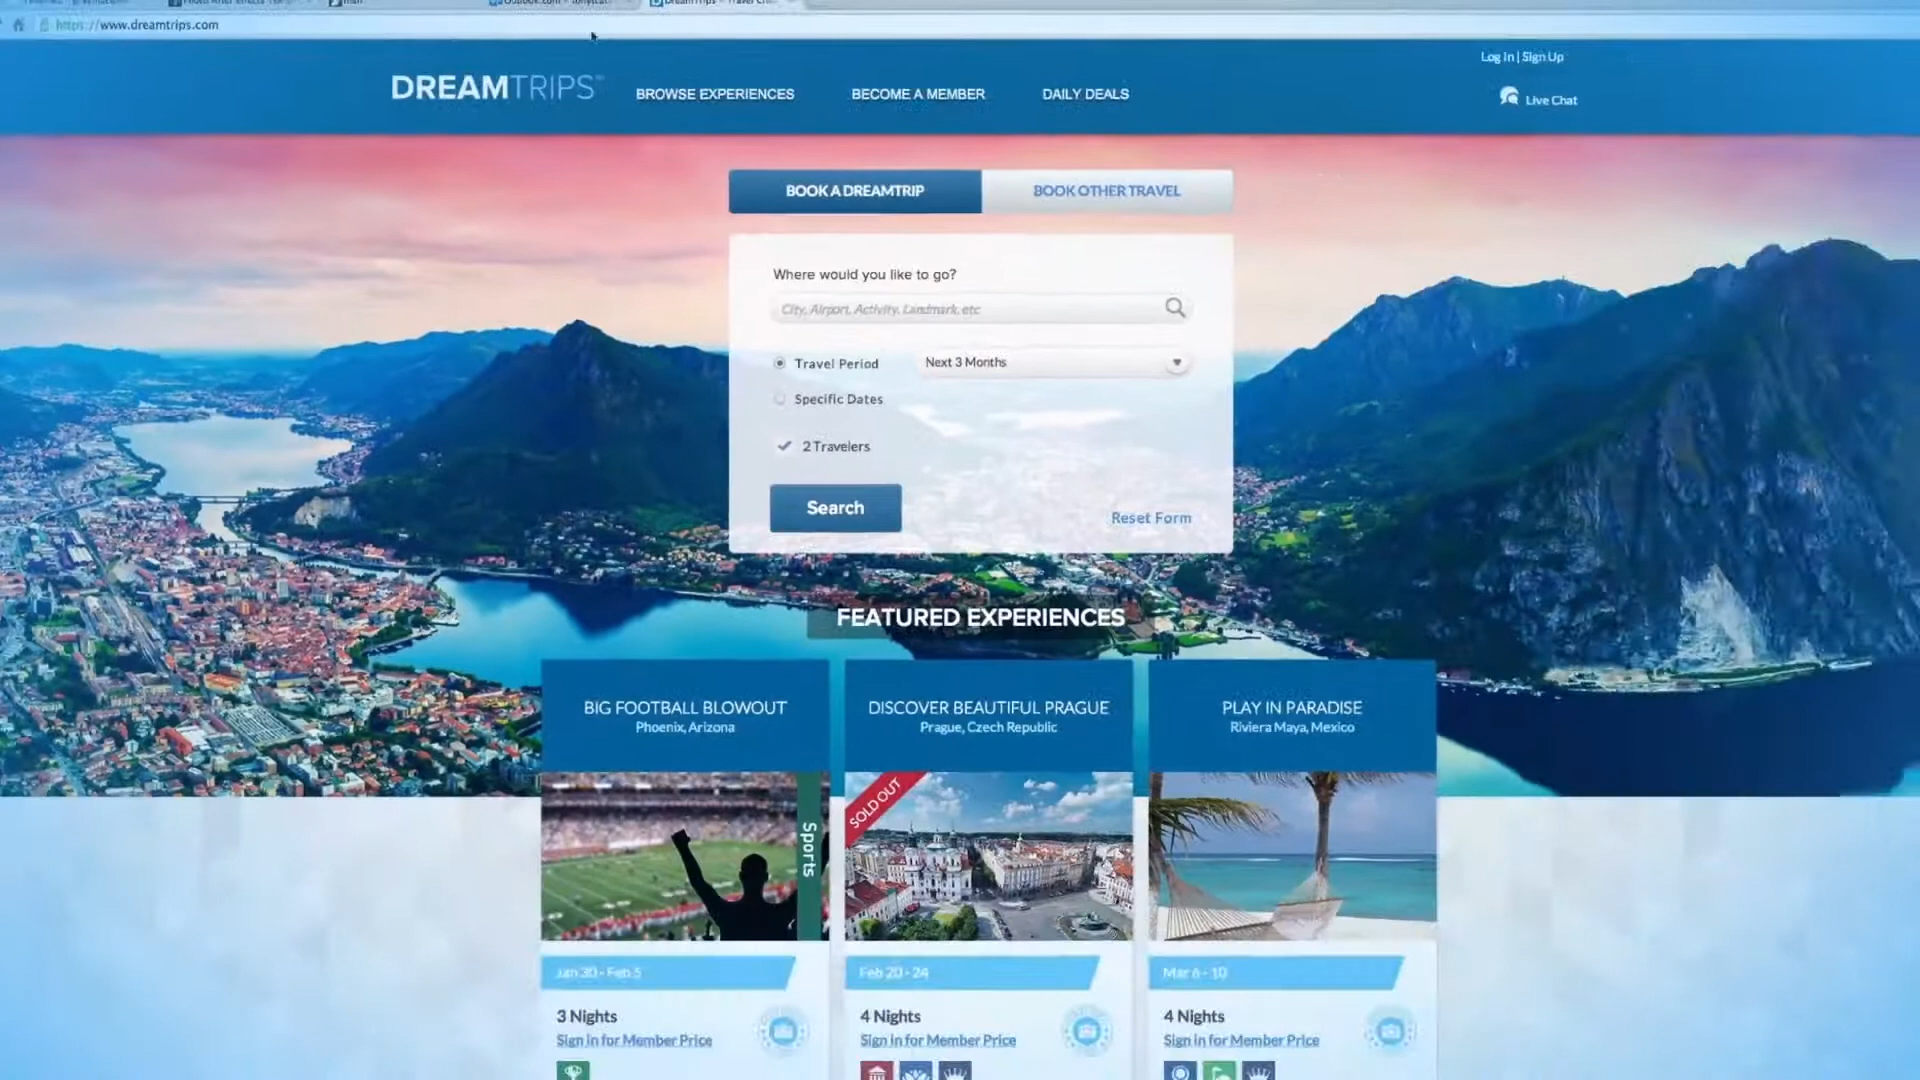 https://www.dreamtrips.com
Log In | Sign Up
DREAMTRIPS
BROWSE EXPERIENCES
BECOME A MEMBER
DAILY DEALS
Live Chat
BOOK A DREAMTRIP
BOOK OTHER TRAVEL
Where would you like to go?
City, Airport, Activity, Landmark, etc
Travel Period
Next 3 Months
Specific Dates
2 Travelers
Search
Reset Form
FEATURED EXPERIENCES
BIG FOOTBALL BLOWOUT
Phoenix, Arizona
Sports
Jan 30 - Feb 5
3 Nights
Sign in for Member Price
DISCOVER BEAUTIFUL PRAGUE
Prague, Czech Republic
SOLD OUT
Feb 20 - 24
4 Nights
Sign in for Member Price
PLAY IN PARADISE
Riviera Maya, Mexico
Mar 6 - 10
4 Nights
Sign in for Member Price